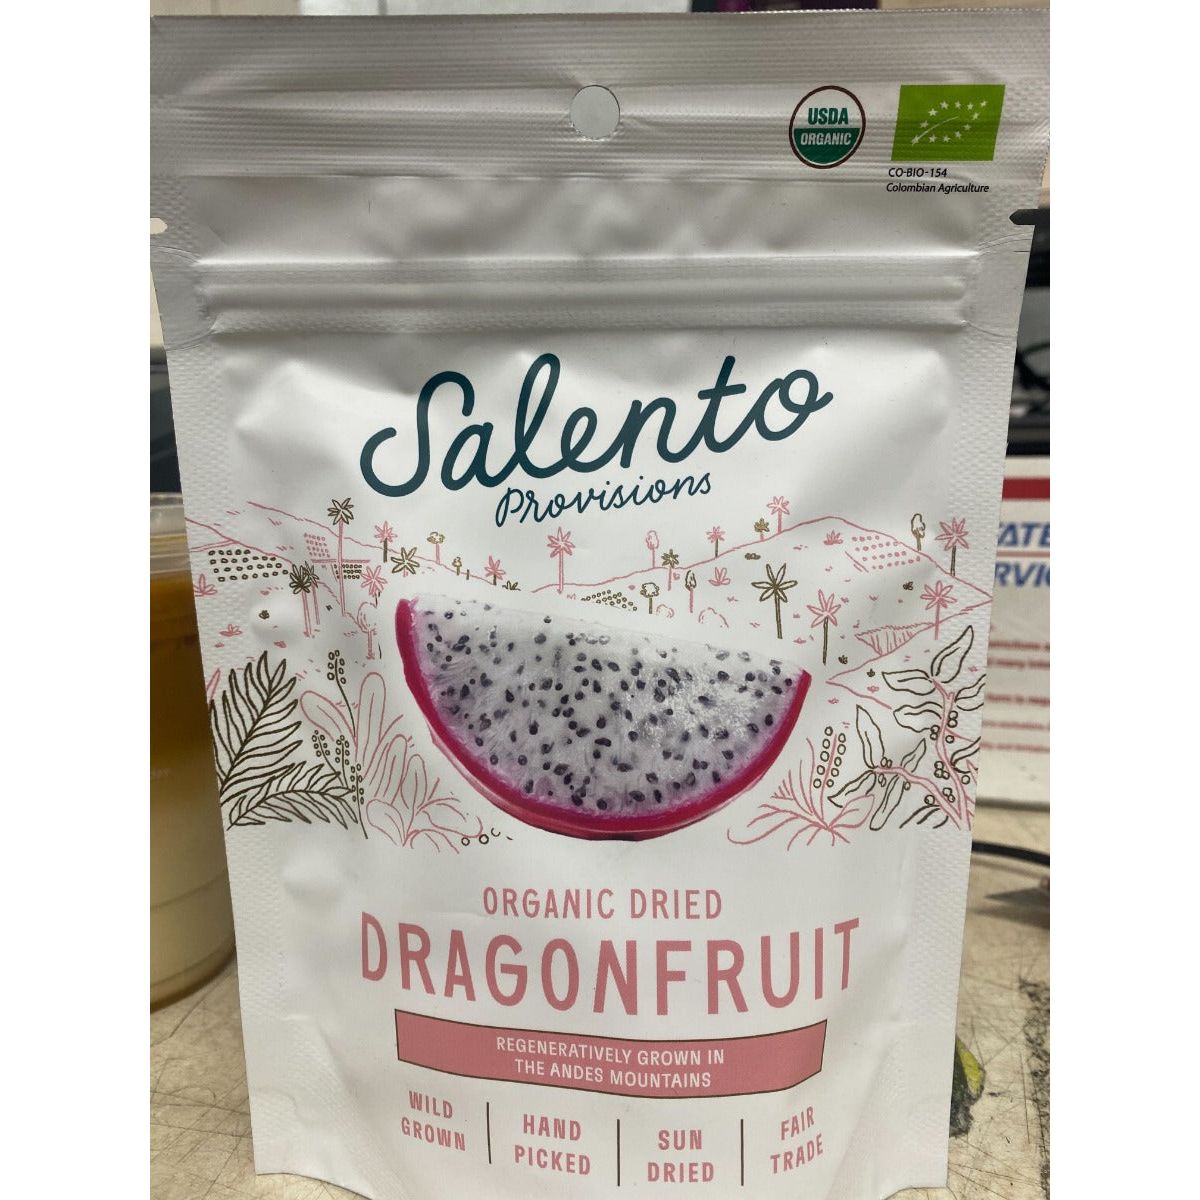 USDA
ORGANIC
CO-BIO-154
Colombian Agriculture
Salento
Provisions
ORGANIC DRIED
DRAGONFRUIT
REGENERATIVELY GROWN IN
THE ANDES MOUNTAINS
WILD
GROWN
HAND
PICKED
SUN
DRIED
FAIR
TRADE